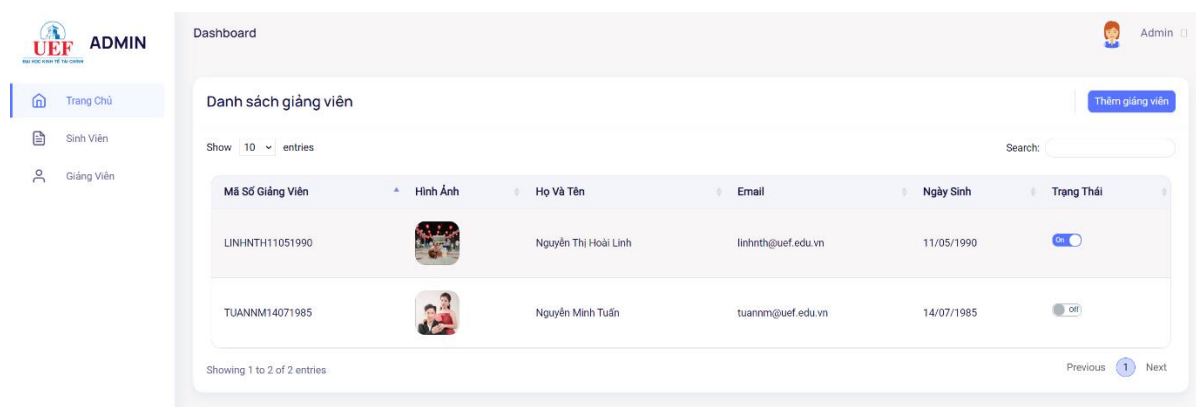 UEF
ĐẠI HỌC KINH TẾ TÀI CHÍNH
ADMIN
Dashboard
Admin
Trang Chủ
Sinh Viên
Giảng Viên
Danh sách giảng viên
Thêm giảng viên
Show 10 entries
Search:
Mã Số Giảng Viên Hình Ảnh Họ Và Tên Email Ngày Sinh Trạng Thái
LINHNTH11051990 Nguyễn Thị Hoài Linh linhnth@uef.edu.vn 11/05/1990 On
TUANNM14071985 Nguyễn Minh Tuấn tuannm@uef.edu.vn 14/07/1985 Off
Showing 1 to 2 of 2 entries
Previous 1 Next